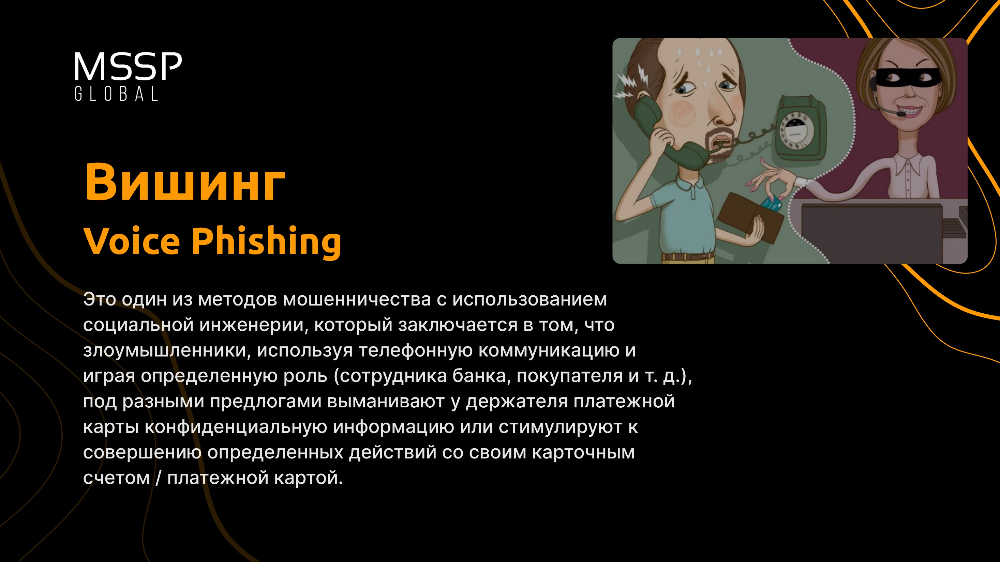 MSSP
GLOBAL
Вишинг
Voice Phishing
Это один из методов мошенничества с использованием
социальной инженерии, который заключается в том, что
злоумышленники, используя телефонную коммуникацию и
играя определенную роль (сотрудника банка, покупателя и т. д.),
под разными предлогами выманивают у держателя платежной
карты конфиденциальную информацию или стимулируют к
совершению определенных действий со своим карточным
счетом / платежной картой.